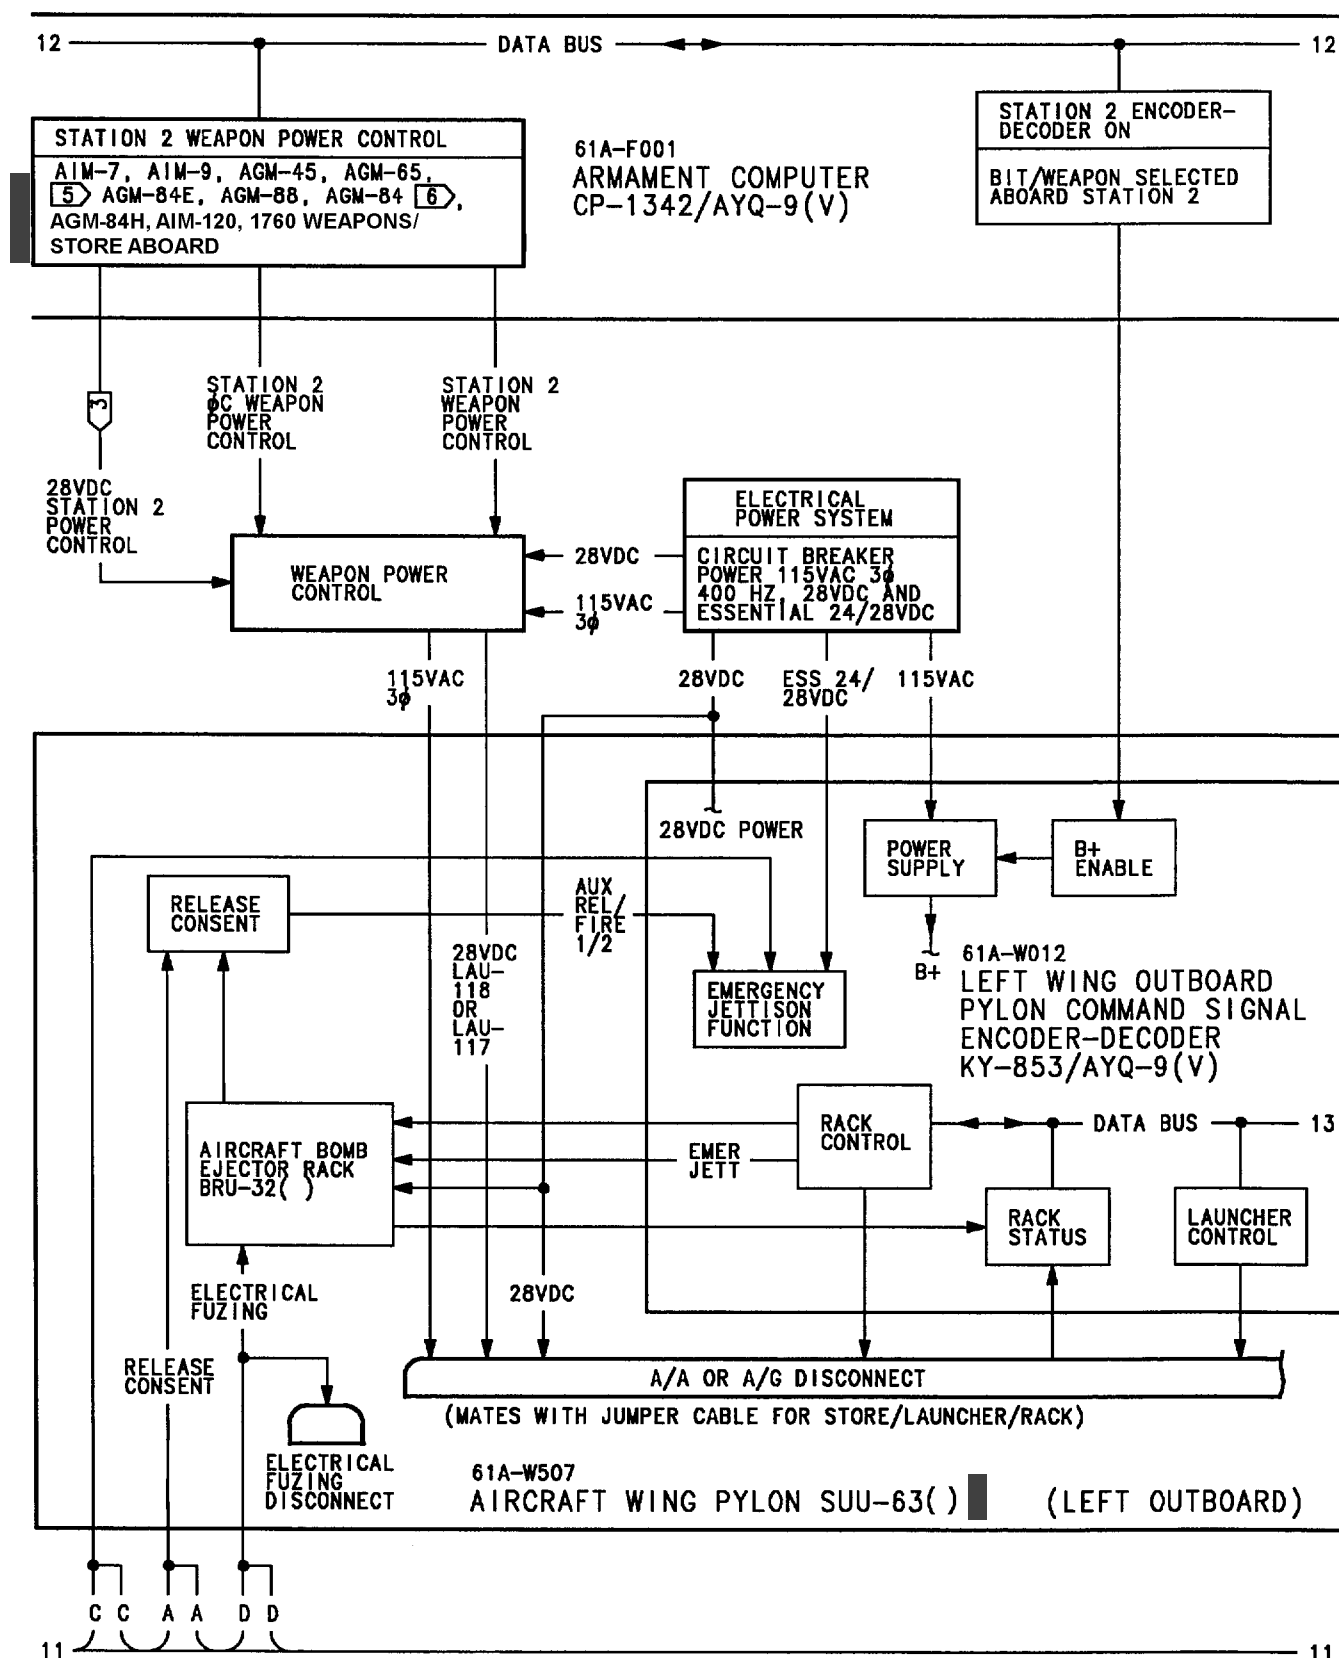 12
DATA BUS
12
STATION 2 WEAPON POWER CONTROL
AIM-7, AIM-9, AGM-45, AGM-65,
5 AGM-84E, AGM-88, AGM-84 6,
AGM-84H, AIM-120, 1760 WEAPONS/
STORE ABOARD
61A-F001
ARMAMENT COMPUTER
CP-1342/AYQ-9(V)
STATION 2 ENCODER-
DECODER ON
BIT/WEAPON SELECTED
ABOARD STATION 2
3
28VDC
STATION 2
POWER
CONTROL
STATION 2
øC WEAPON
POWER
CONTROL
STATION 2
WEAPON
POWER
CONTROL
WEAPON POWER
CONTROL
28VDC
115VAC
3ø
ELECTRICAL
POWER SYSTEM
CIRCUIT BREAKER
POWER 115VAC 3ø
400 HZ, 28VDC AND
ESSENTIAL 24/28VDC
115VAC
3ø
28VDC
ESS 24/
28VDC
115VAC
28VDC POWER
POWER
SUPPLY
B+
ENABLE
RELEASE
CONSENT
AUX
REL/
FIRE
1/2
28VDC
LAU-
118
OR
LAU-
117
B+
EMERGENCY
JETTISON
FUNCTION
61A-W012
LEFT WING OUTBOARD
PYLON COMMAND SIGNAL
ENCODER-DECODER
KY-853/AYQ-9(V)
AIRCRAFT BOMB
EJECTOR RACK
BRU-32( )
EMER
JETT
RACK
CONTROL
DATA BUS
13
RACK
STATUS
LAUNCHER
CONTROL
ELECTRICAL
FUZING
28VDC
RELEASE
CONSENT
A/A OR A/G DISCONNECT
(MATES WITH JUMPER CABLE FOR STORE/LAUNCHER/RACK)
ELECTRICAL
FUZING
DISCONNECT
61A-W507
AIRCRAFT WING PYLON SUU-63( ) (LEFT OUTBOARD)
C C A A D D
11
11